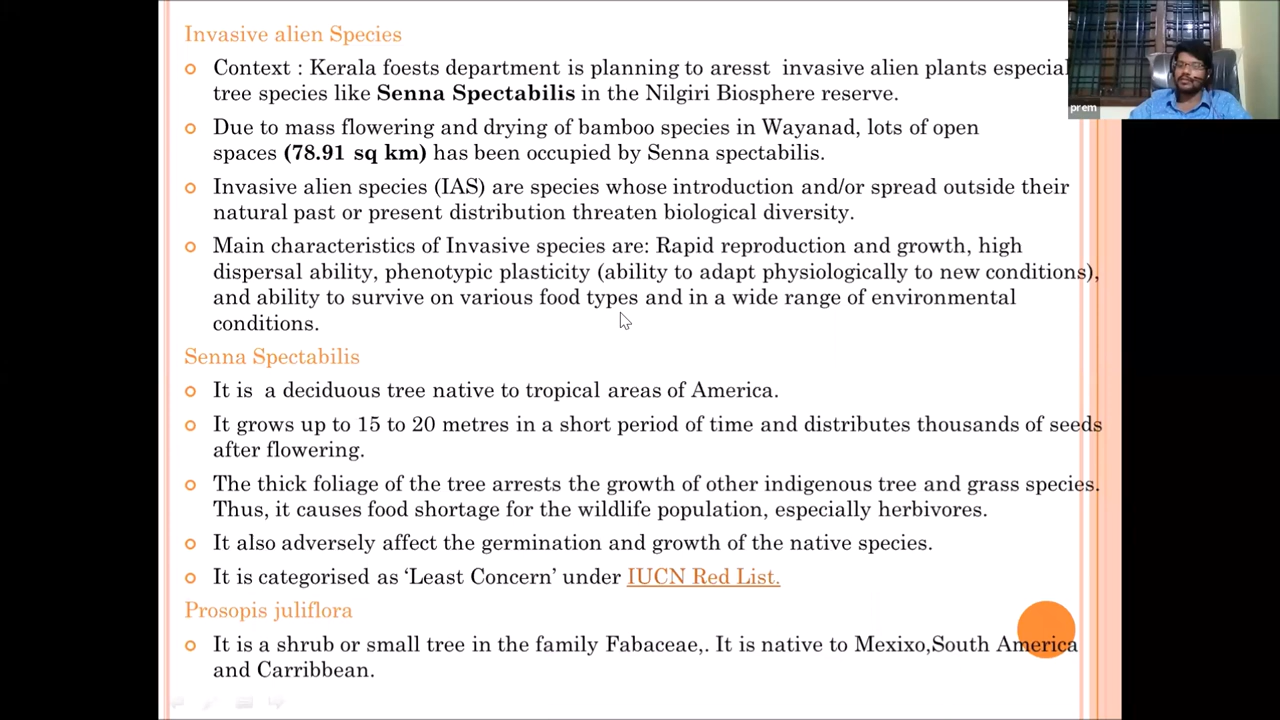 Invasive alien Species
Context : Kerala foests department is planning to aresst  invasive alien plants especial
tree species like Senna Spectabilis in the Nilgiri Biosphere reserve.
prem
Due to mass flowering and drying of bamboo species in Wayanad, lots of open
spaces (78.91 sq km) has been occupied by Senna spectabilis.
Invasive alien species (IAS) are species whose introduction and/or spread outside their
natural past or present distribution threaten biological diversity.
Main characteristics of Invasive species are: Rapid reproduction and growth, high
dispersal ability, phenotypic plasticity (ability to adapt physiologically to new conditions),
and ability to survive on various food types and in a wide range of environmental
conditions.
Senna Spectabilis
It is  a deciduous tree native to tropical areas of America.
It grows up to 15 to 20 metres in a short period of time and distributes thousands of seeds
after flowering.
The thick foliage of the tree arrests the growth of other indigenous tree and grass species.
Thus, it causes food shortage for the wildlife population, especially herbivores.
It also adversely affect the germination and growth of the native species.
It is categorised as ‘Least Concern’ under IUCN Red List.
Prosopis juliflora
It is a shrub or small tree in the family Fabaceae,. It is native to Mexixo,South America
and Carribbean.